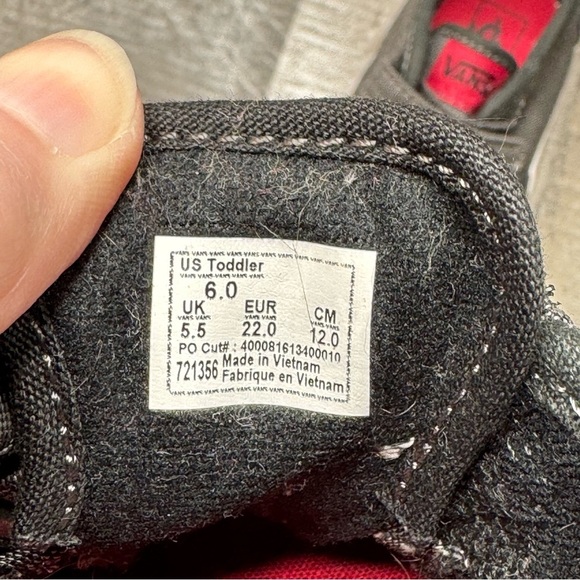 VANS
US Toddler
6.0
UK EUR CM
5.5 22.0 12.0
PO Cut# : 400081613400010
721356 Made in Vietnam
Fabrique en Vietnam